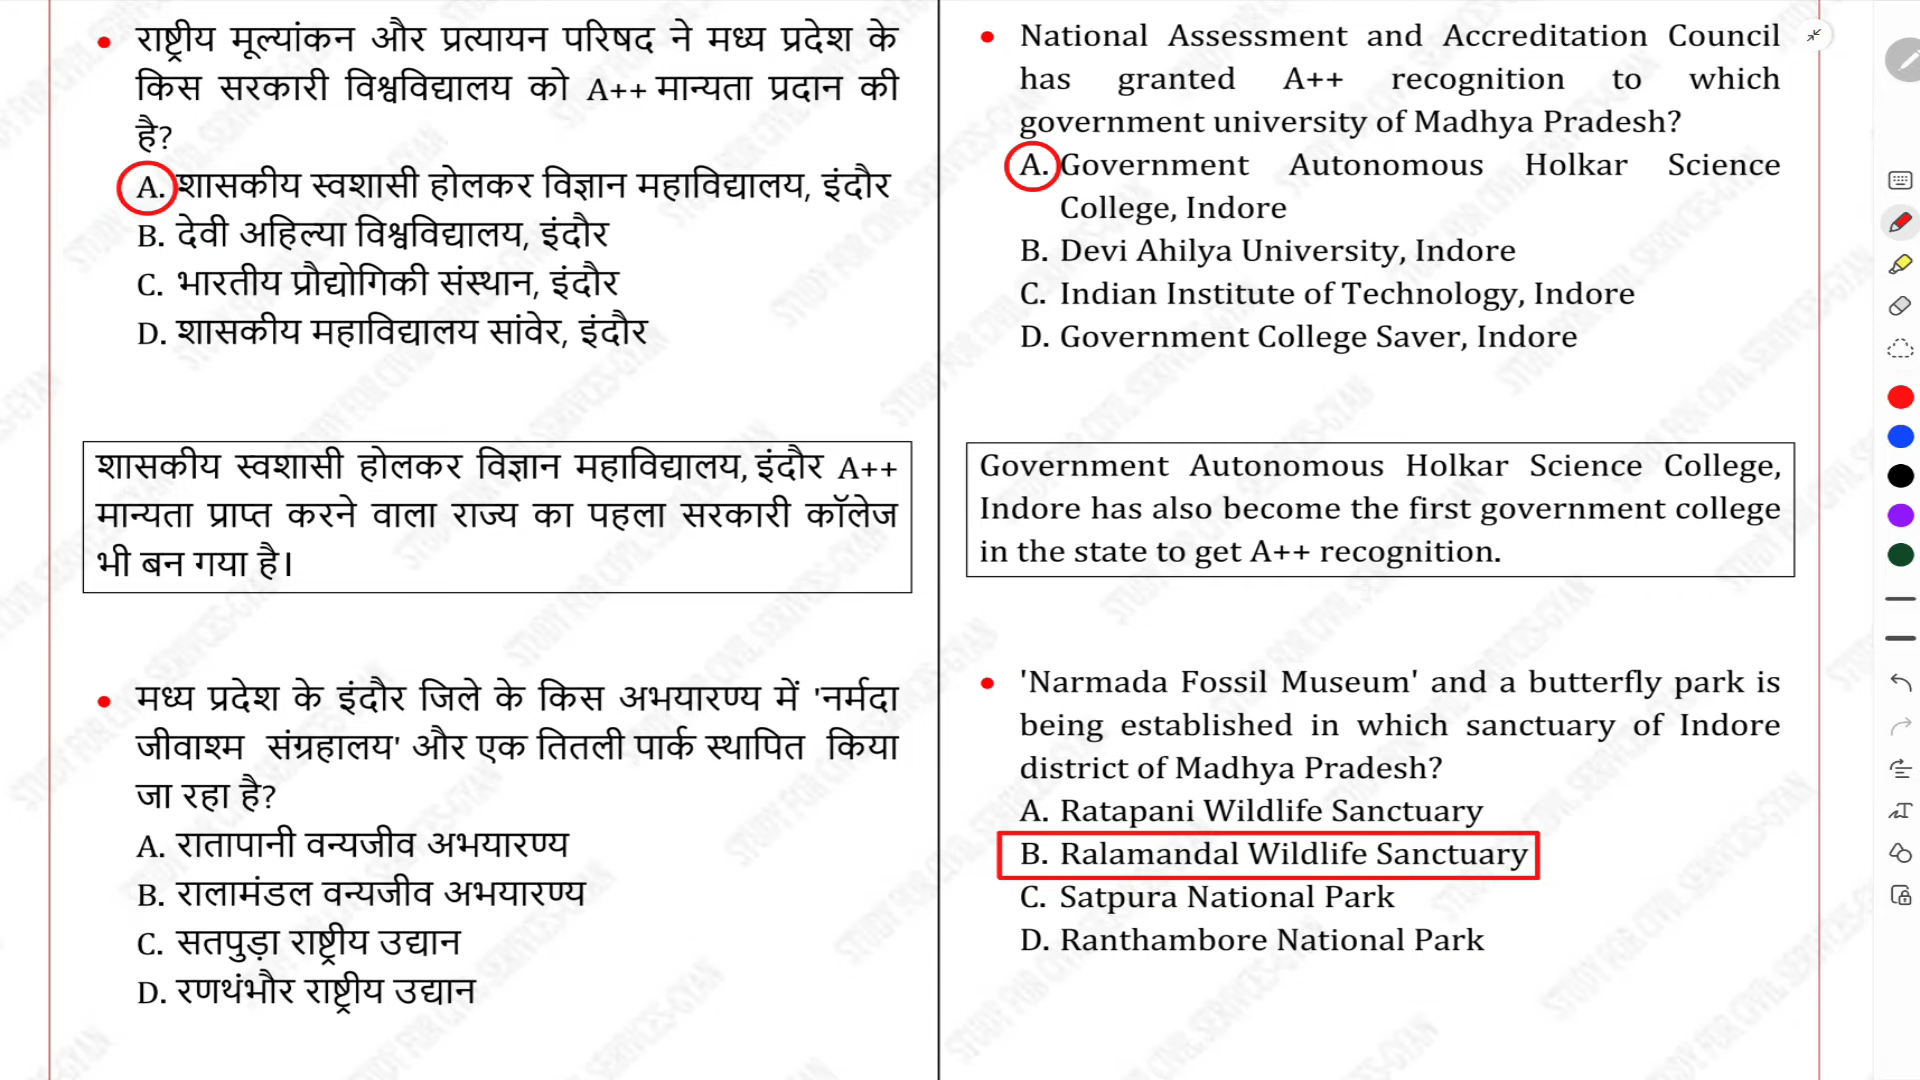 राष्ट्रीय मूल्यांकन और प्रत्यायन परिषद ने मध्य प्रदेश के
किस सरकारी विश्वविद्यालय को A++ मान्यता प्रदान की
है?
A. शासकीय स्वशासी होलकर विज्ञान महाविद्यालय, इंदौर
B. देवी अहिल्या विश्वविद्यालय, इंदौर
C. भारतीय प्रौद्योगिकी संस्थान, इंदौर
D. शासकीय महाविद्यालय सांवेर, इंदौर
शासकीय स्वशासी होलकर विज्ञान महाविद्यालय, इंदौर A++
मान्यता प्राप्त करने वाला राज्य का पहला सरकारी कॉलेज
भी बन गया है।
मध्य प्रदेश के इंदौर जिले के किस अभयारण्य में 'नर्मदा
जीवाश्म संग्रहालय' और एक तितली पार्क स्थापित किया
जा रहा है?
A. रातापानी वन्यजीव अभयारण्य
B. रालामंडल वन्यजीव अभयारण्य
C. सतपुड़ा राष्ट्रीय उद्यान
D. रणथंभौर राष्ट्रीय उद्यान
National Assessment and Accreditation Council
has granted A++ recognition to which
government university of Madhya Pradesh?
A. Government Autonomous Holkar Science
College, Indore
B. Devi Ahilya University, Indore
C. Indian Institute of Technology, Indore
D. Government College Saver, Indore
Government Autonomous Holkar Science College,
Indore has also become the first government college
in the state to get A++ recognition.
'Narmada Fossil Museum' and a butterfly park is
being established in which sanctuary of Indore
district of Madhya Pradesh?
A. Ratapani Wildlife Sanctuary
B. Ralamandal Wildlife Sanctuary
C. Satpura National Park
D. Ranthambore National Park
STUDY FOR CIVIL SERVICES-GYAN